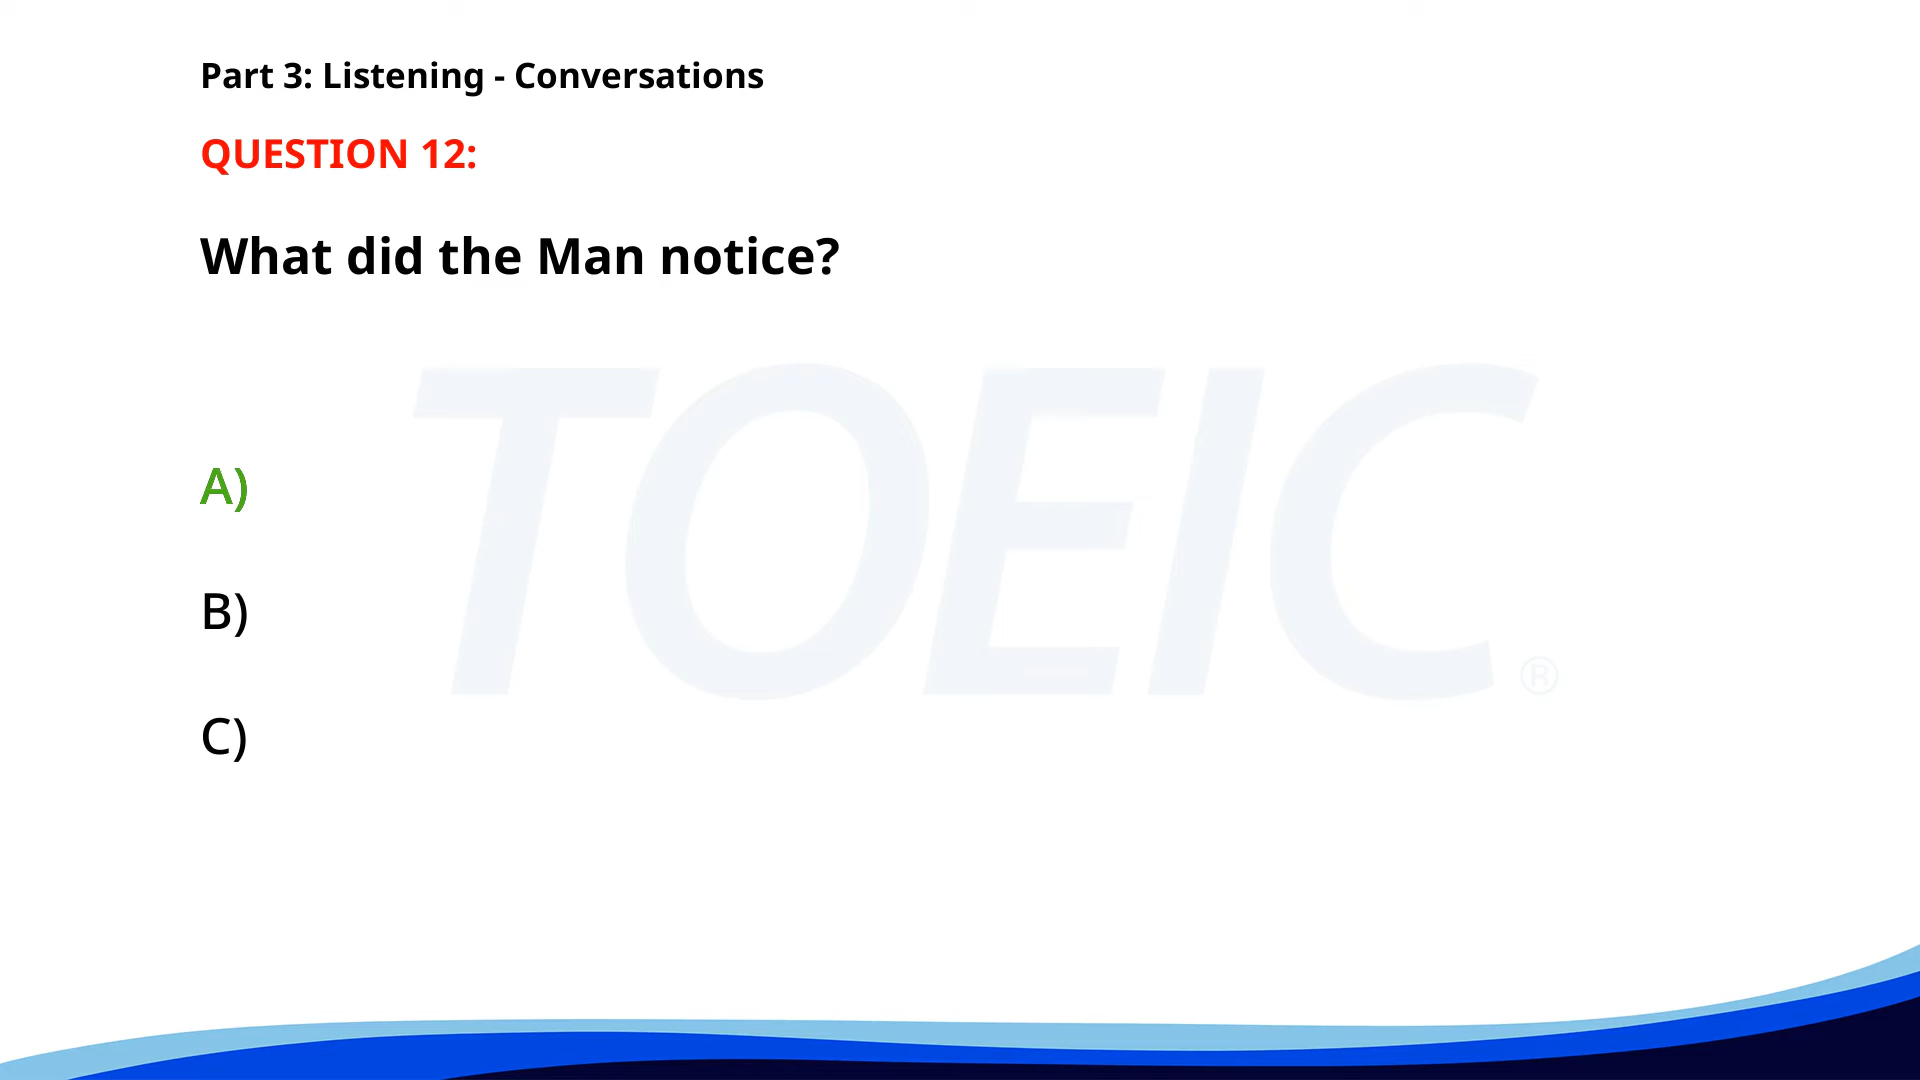 Part 3: Listening - Conversations
QUESTION 12:
What did the Man notice?
TOEIC®
A)
B)
C)